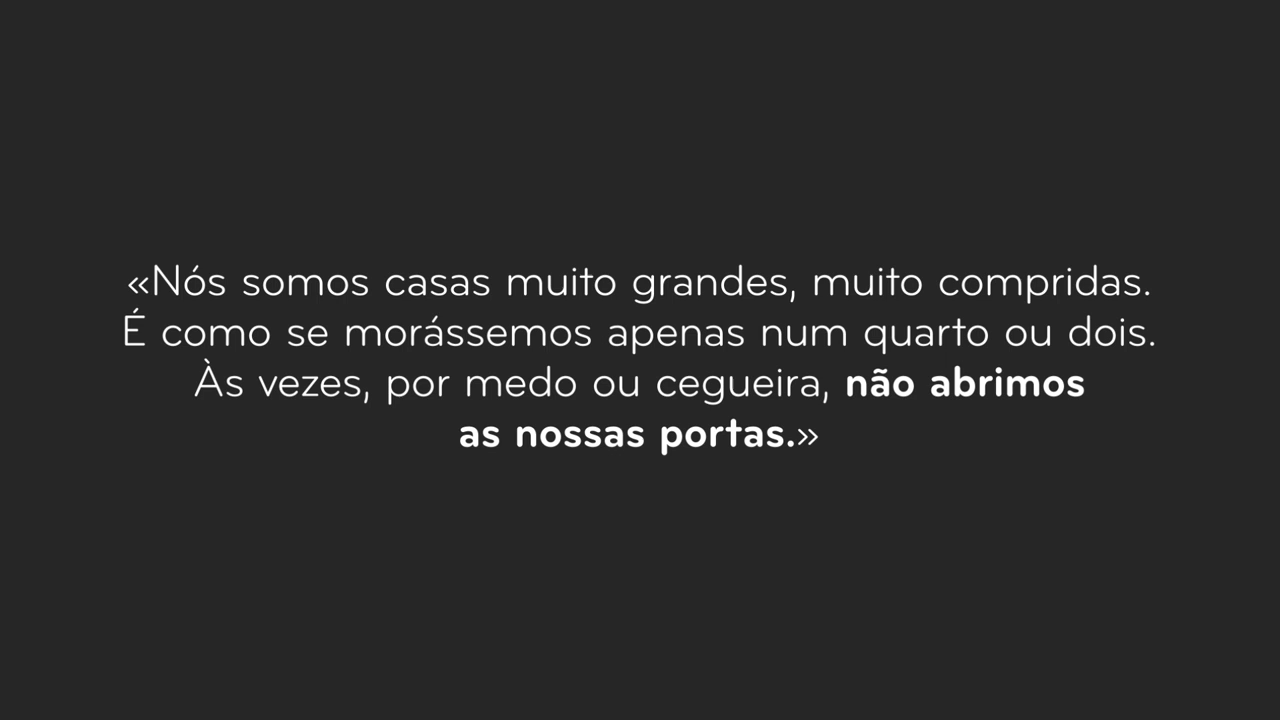 «Nós somos casas muito grandes, muito compridas.
É como se morássemos apenas num quarto ou dois.
Às vezes, por medo ou cegueira, não abrimos
as nossas portas.»